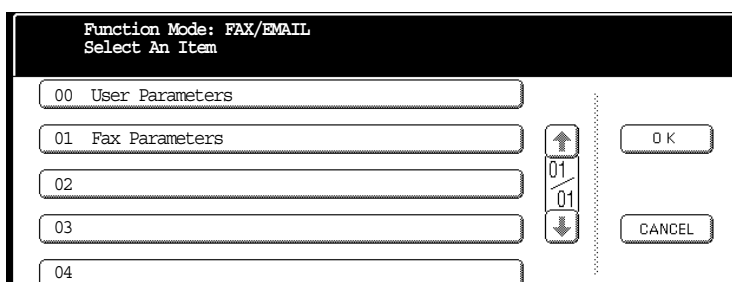 Function Mode: FAX/EMAIL
Select An Item
00 User Parameters
01 Fax Parameters
OK
01
01
02
03
CANCEL
04